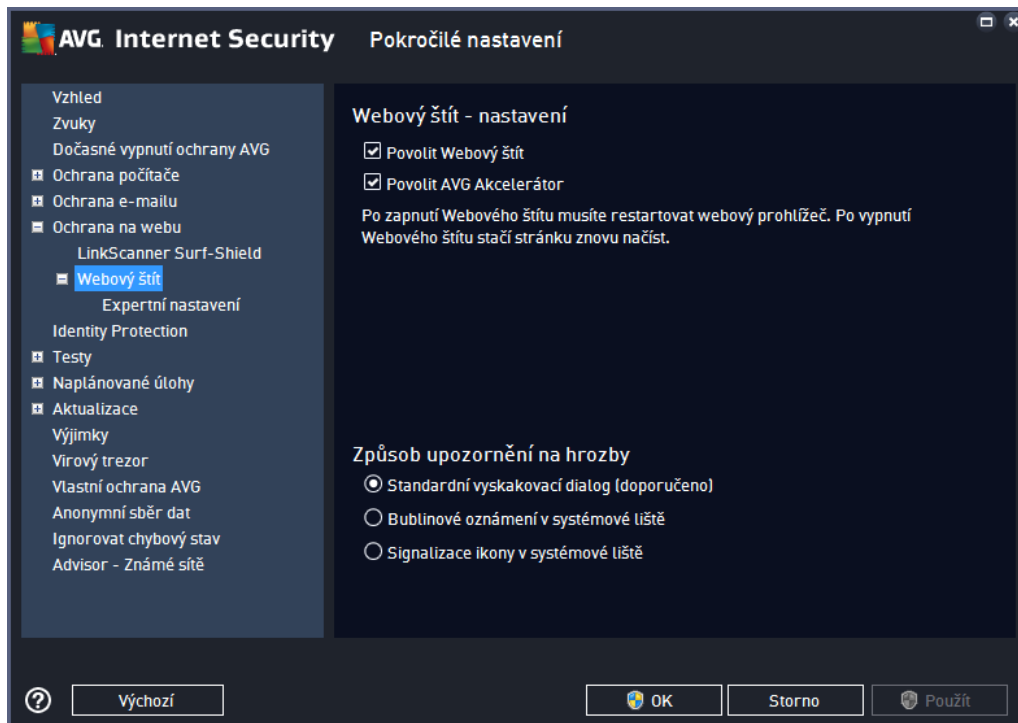 AVG. Internet Security Pokročilé nastavení
Vzhled
Zvuky
Dočasné vypnutí ochrany AVG
Ochrana počítače
Ochrana e-mailu
Ochrana na webu
LinkScanner Surf-Shield
Webový štít
Expertní nastavení
Identity Protection
Testy
Naplánované úlohy
Aktualizace
Výjimky
Virový trezor
Vlastní ochrana AVG
Anonymní sběr dat
Ignorovat chybový stav
Advisor - Známé sítě
Webový štít - nastavení
Povolit Webový štít
Povolit AVG Akcelerátor
Po zapnutí Webového štítu musíte restartovat webový prohlížeč. Po vypnutí
Webového štítu stačí stránku znovu načíst.
Způsob upozornění na hrozby
Standardní vyskakovací dialog (doporučeno)
Bublinové oznámení v systémové liště
Signalizace ikony v systémové liště
? Výchozí OK Storno Použít